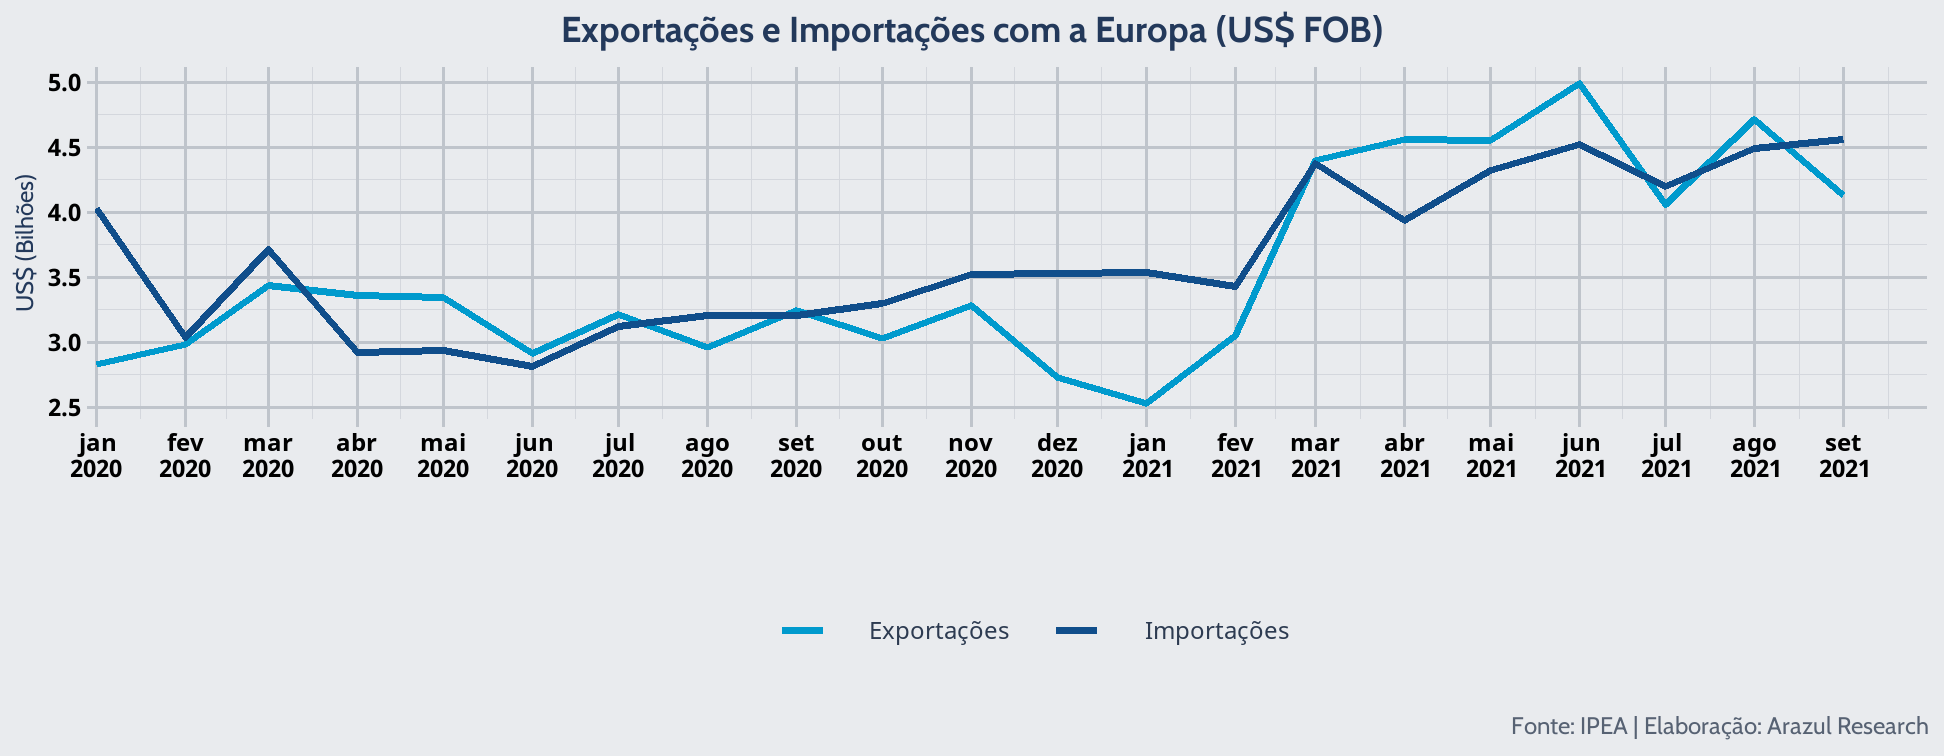 Exportações e Importações com a Europa (US$ FOB)
US$ (Bilhões)
5.0
4.5
4.0
3.5
3.0
2.5
jan fev mar abr mai jun jul ago set out nov dez jan fev mar abr mai jun jul ago set
2020 2020 2020 2020 2020 2020 2020 2020 2020 2020 2020 2020 2021 2021 2021 2021 2021 2021 2021 2021 2021
Exportações Importações
Fonte: IPEA | Elaboração: Arazul Research